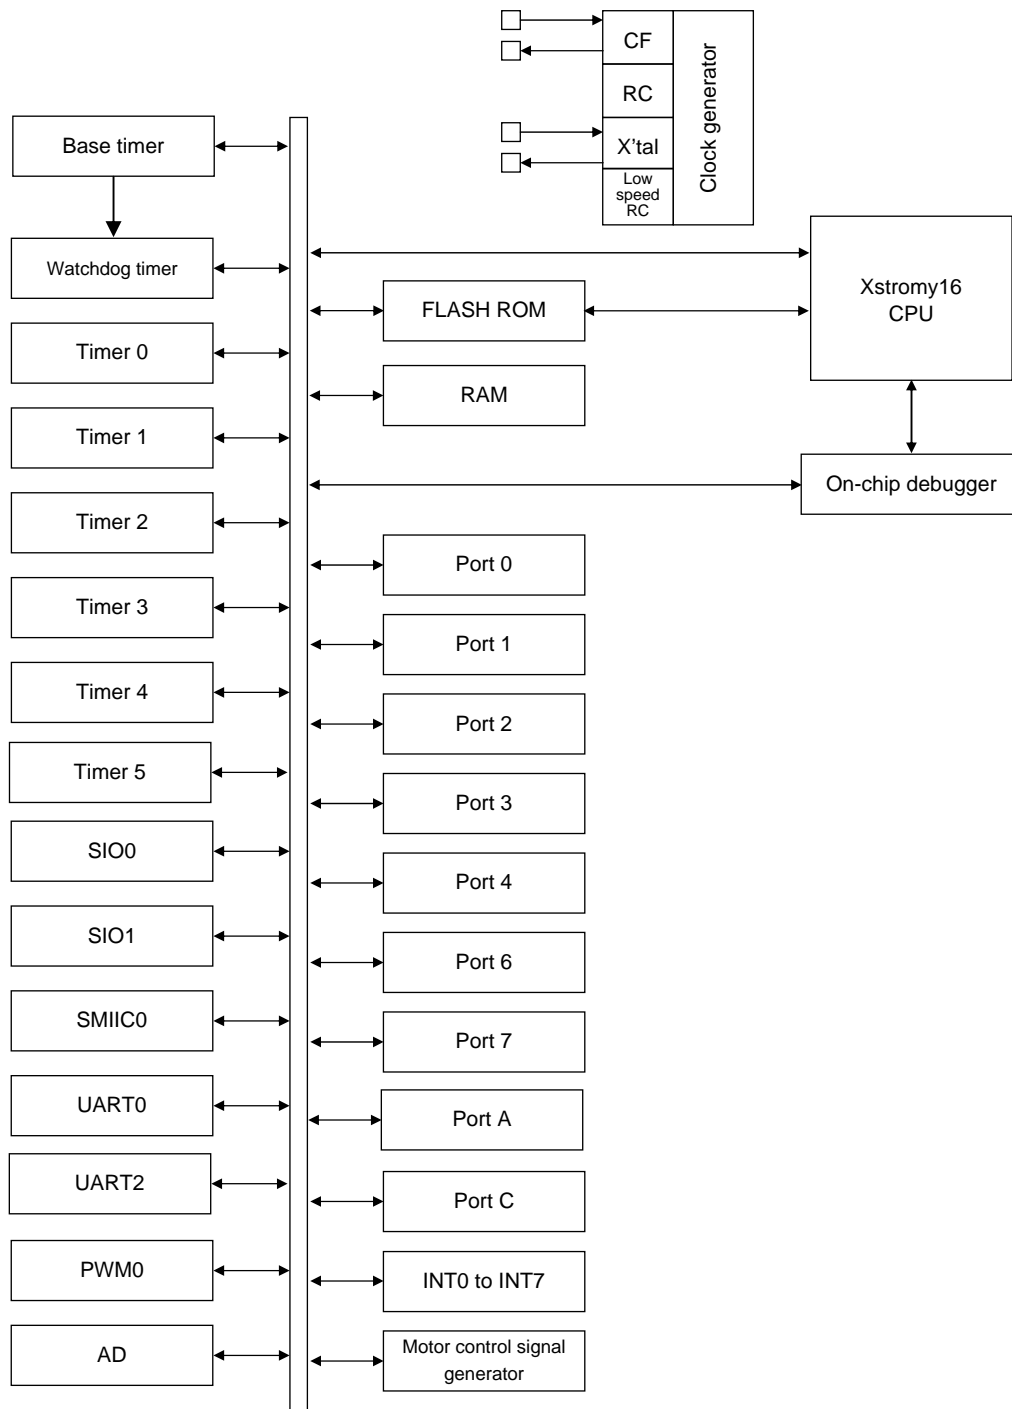 CF
RC
X'tal
Low
speed
RC
Clock generator
Base timer
Watchdog timer
Timer 0
Timer 1
Timer 2
Timer 3
Timer 4
Timer 5
SIO0
SIO1
SMIIC0
UART0
UART2
PWM0
AD
FLASH ROM
RAM
Port 0
Port 1
Port 2
Port 3
Port 4
Port 6
Port 7
Port A
Port C
INT0 to INT7
Motor control signal
generator
Xstromy16
CPU
On-chip debugger